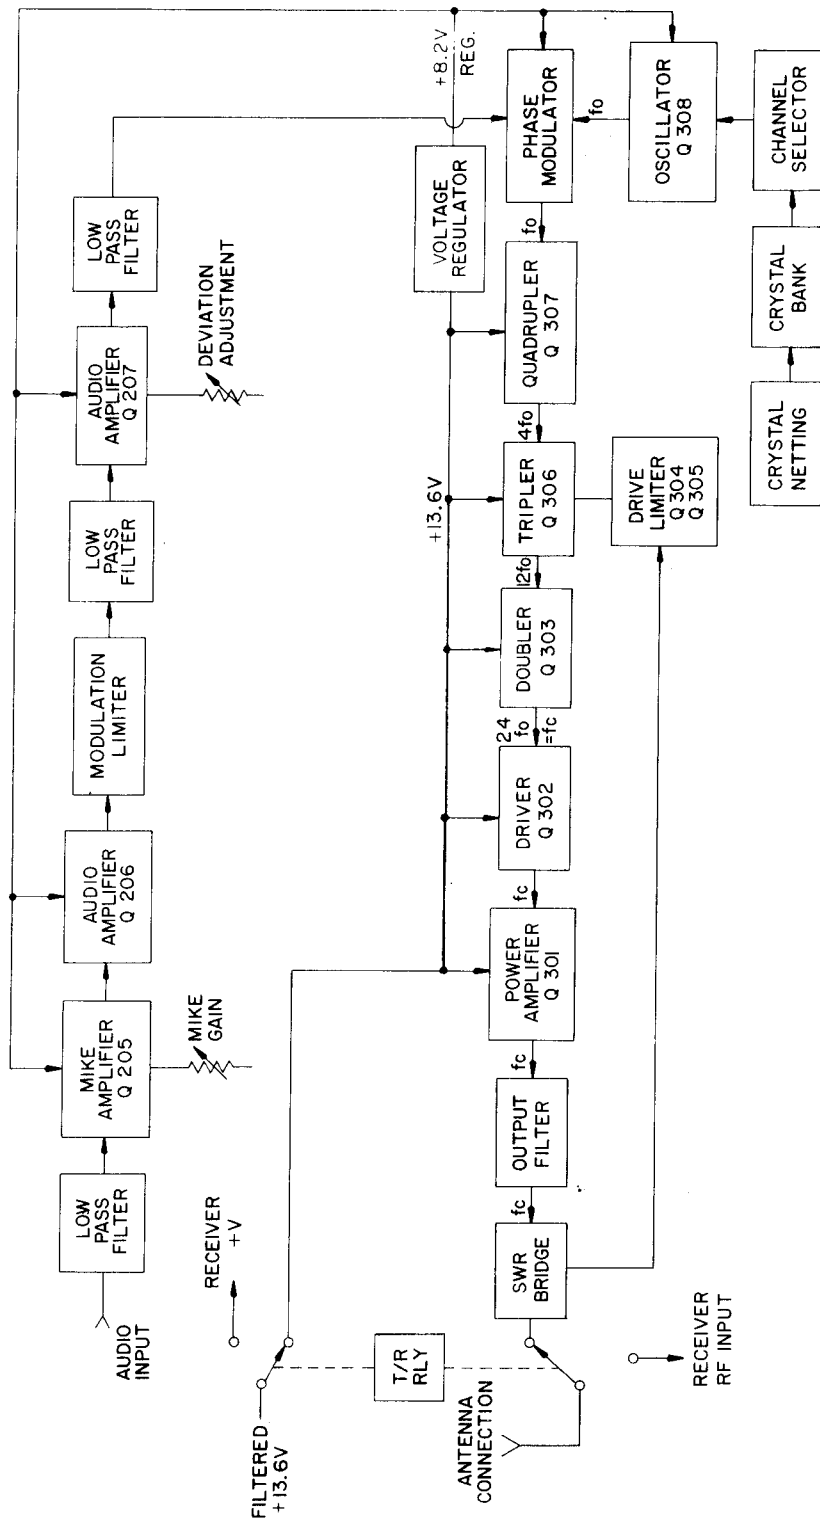 AUDIO
INPUT
LOW
PASS
FILTER
MIKE
AMPLIFIER
Q 205
MIKE
GAIN
AUDIO
AMPLIFIER
Q 206
MODULATION
LIMITER
LOW
PASS
FILTER
AUDIO
AMPLIFIER
Q 207
DEVIATION
ADJUSTMENT
LOW
PASS
FILTER
RECEIVER
+V
FILTERED
+13.6V
T/R
RLY
+13.6V
VOLTAGE
REGULATOR
+8.2V
REG.
ANTENNA
CONNECTION
SWR
BRIDGE
fc
OUTPUT
FILTER
fc
POWER
AMPLIFIER
Q 301
fc
DRIVER
Q 302
24
fo
=fc
DOUBLER
Q 303
12fo
TRIPLER
Q 306
4fo
QUADRUPLER
Q 307
fo
PHASE
MODULATOR
fo
OSCILLATOR
Q 308
RECEIVER
RF INPUT
DRIVE
LIMITER
Q 304
Q 305
CRYSTAL
NETTING
CRYSTAL
BANK
CHANNEL
SELECTOR